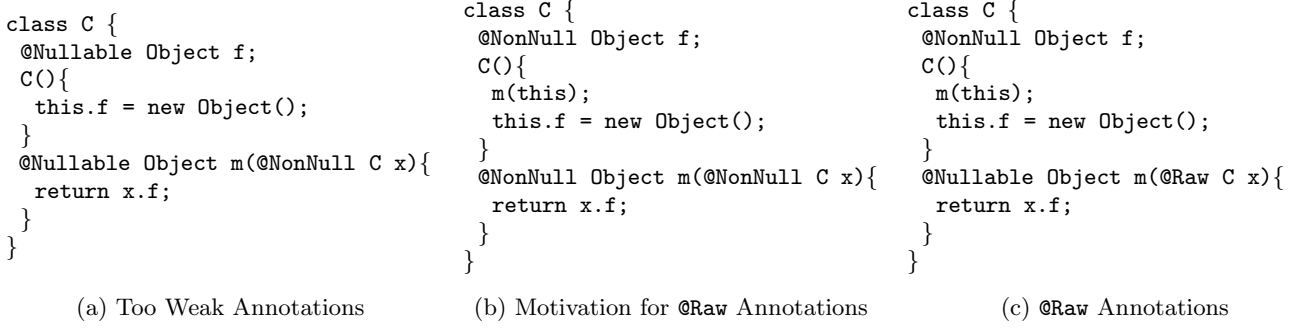 class C {
@Nullable Object f;
C(){
this.f = new Object();
}
@Nullable Object m(@NonNull C x){
return x.f;
}
}
(a) Too Weak Annotations
class C {
@NonNull Object f;
C(){
m(this);
this.f = new Object();
}
@NonNull Object m(@NonNull C x){
return x.f;
}
}
(b) Motivation for @Raw Annotations
class C {
@NonNull Object f;
C(){
m(this);
this.f = new Object();
}
@Nullable Object m(@Raw C x){
return x.f;
}
}
(c) @Raw Annotations